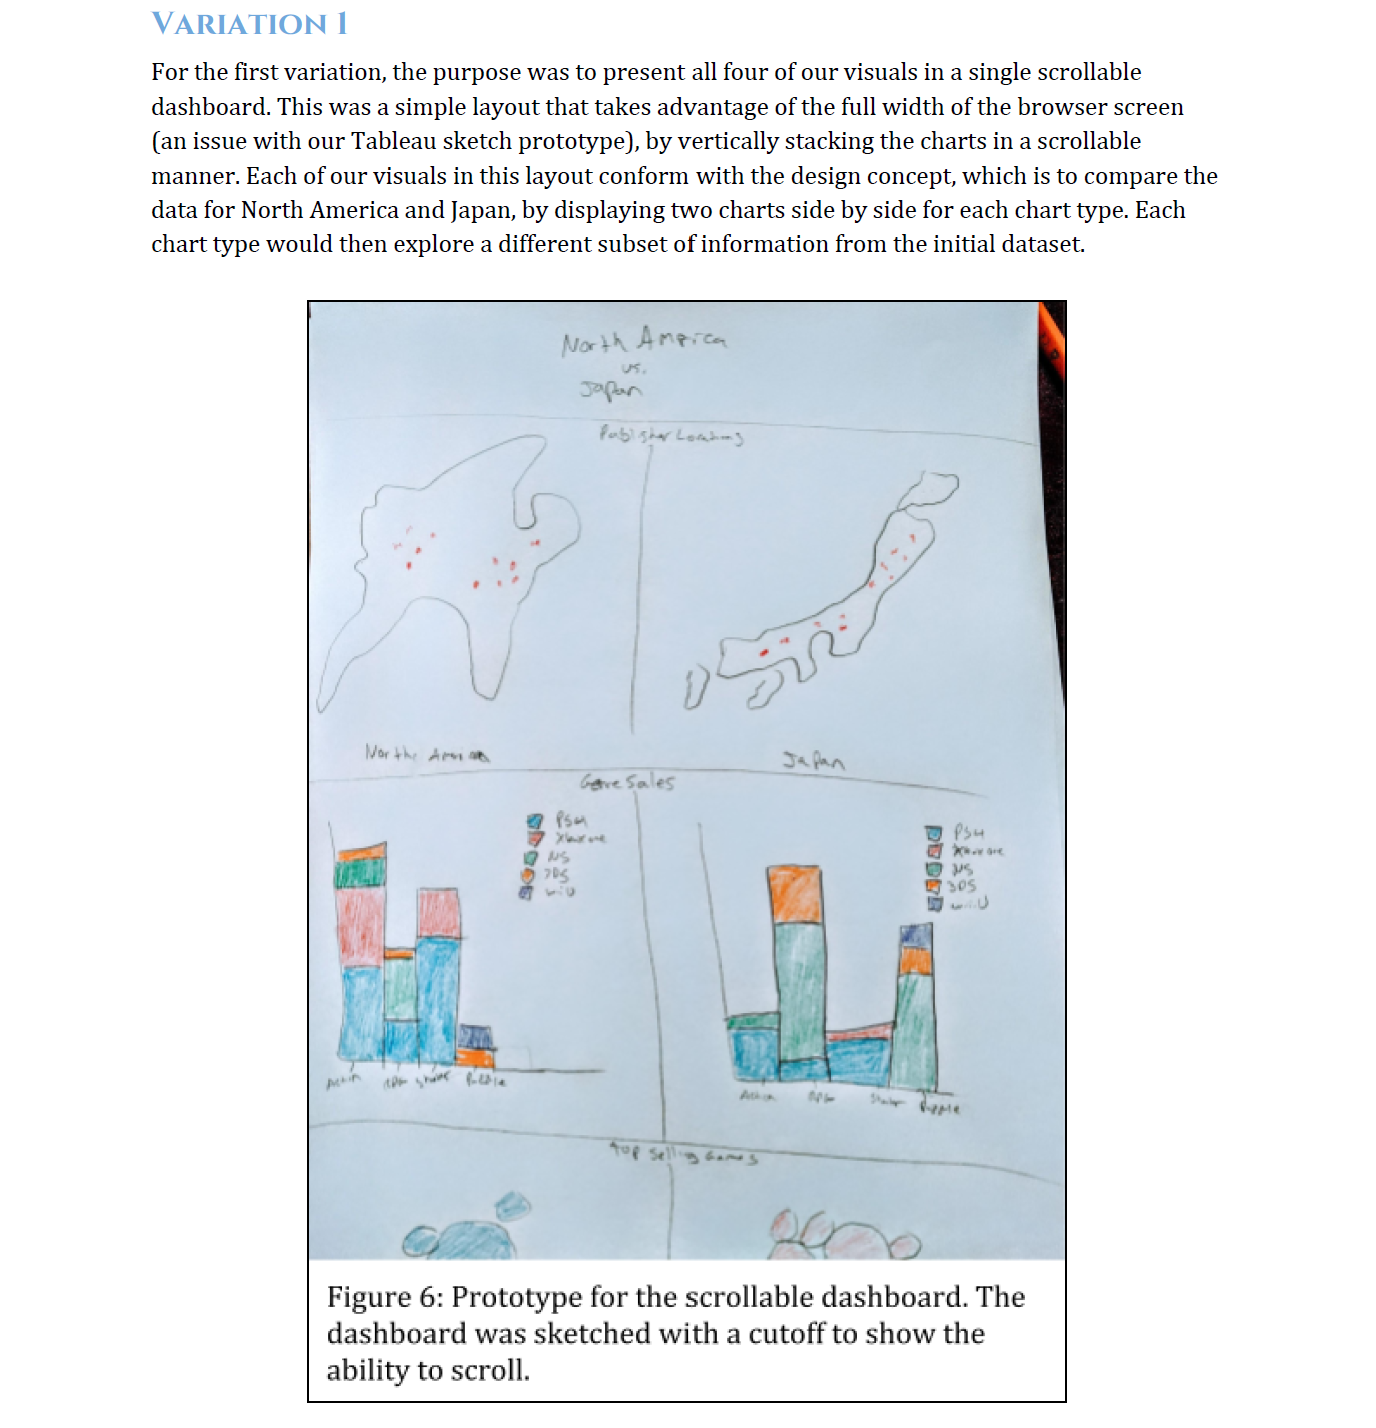 VARIATION 1
For the first variation, the purpose was to present all four of our visuals in a single scrollable
dashboard. This was a simple layout that takes advantage of the full width of the browser screen
(an issue with our Tableau sketch prototype), by vertically stacking the charts in a scrollable
manner. Each of our visuals in this layout conform with the design concept, which is to compare the
data for North America and Japan, by displaying two charts side by side for each chart type. Each
chart type would then explore a different subset of information from the initial dataset.
North America
vs.
Japan
Publisher Locations
North
Japan
Sales
PS4
Xbox one
NS
3DS
wiiU
PS4
Xbox one
NS
3DS
wiiU
Action RPG Puzzle
Action RPG Puzzle
Top Selling Games
Figure 6: Prototype for the scrollable dashboard. The
dashboard was sketched with a cutoff to show the
ability to scroll.